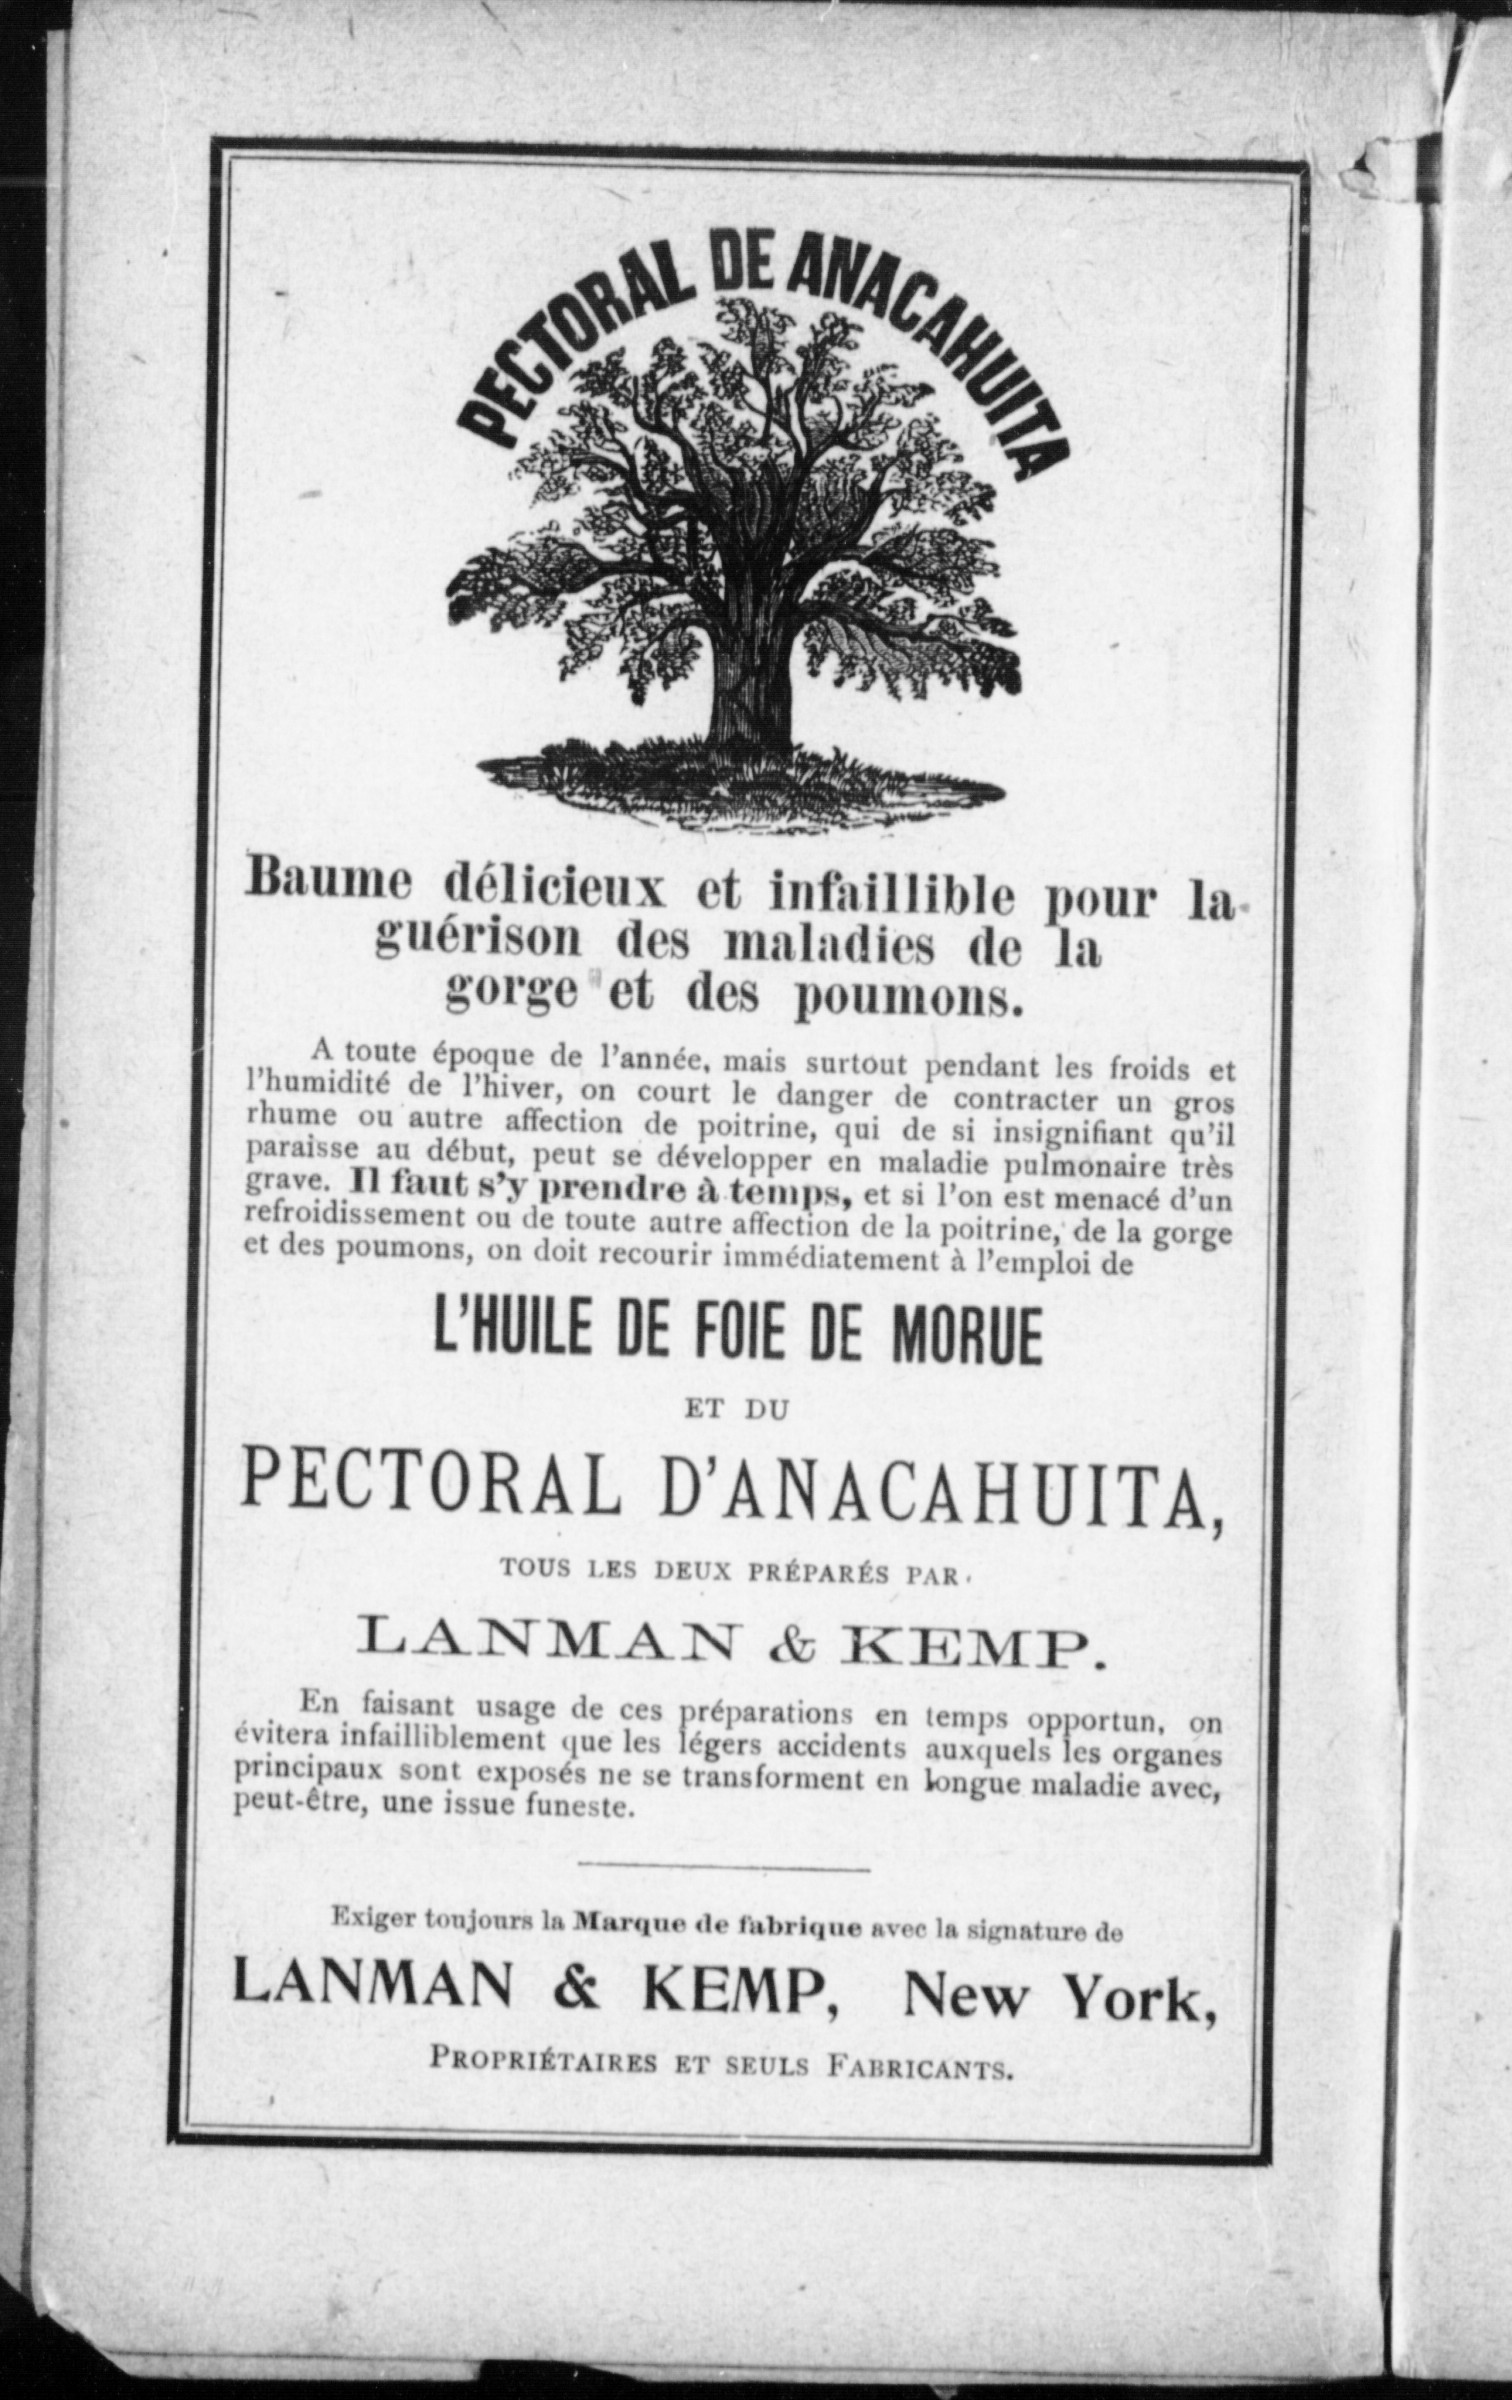 PECTORAL DE ANACAHUITA
Baume délicieux et infaillible pour la
guérison des maladies de la
gorge et des poumons.
A toute époque de l'année, mais surtout pendant les froids et
l'humidité de l'hiver, on court le danger de contracter un gros
rhume ou autre affection de poitrine, qui de si insignifiant qu'il
paraisse au début, peut se développer en maladie pulmonaire très
grave. Il faut s'y prendre à temps, et si l'on est menacé d'un
refroidissement ou de toute autre affection de la poitrine, de la gorge
et des poumons, on doit recourir immédiatement à l'emploi de
L'HUILE DE FOIE DE MORUE
ET DU
PECTORAL D'ANACAHUITA,
TOUS LES DEUX PRÉPARÉS PAR
LANMAN & KEMP.
En faisant usage de ces préparations en temps opportun, on
évitera infailliblement que les légers accidents auxquels les organes
principaux sont exposés ne se transforment en longue maladie avec,
peut-être, une issue funeste.
Exiger toujours la Marque de fabrique avec la signature de
LANMAN & KEMP, New York,
PROPRIÉTAIRES ET SEULS FABRICANTS.